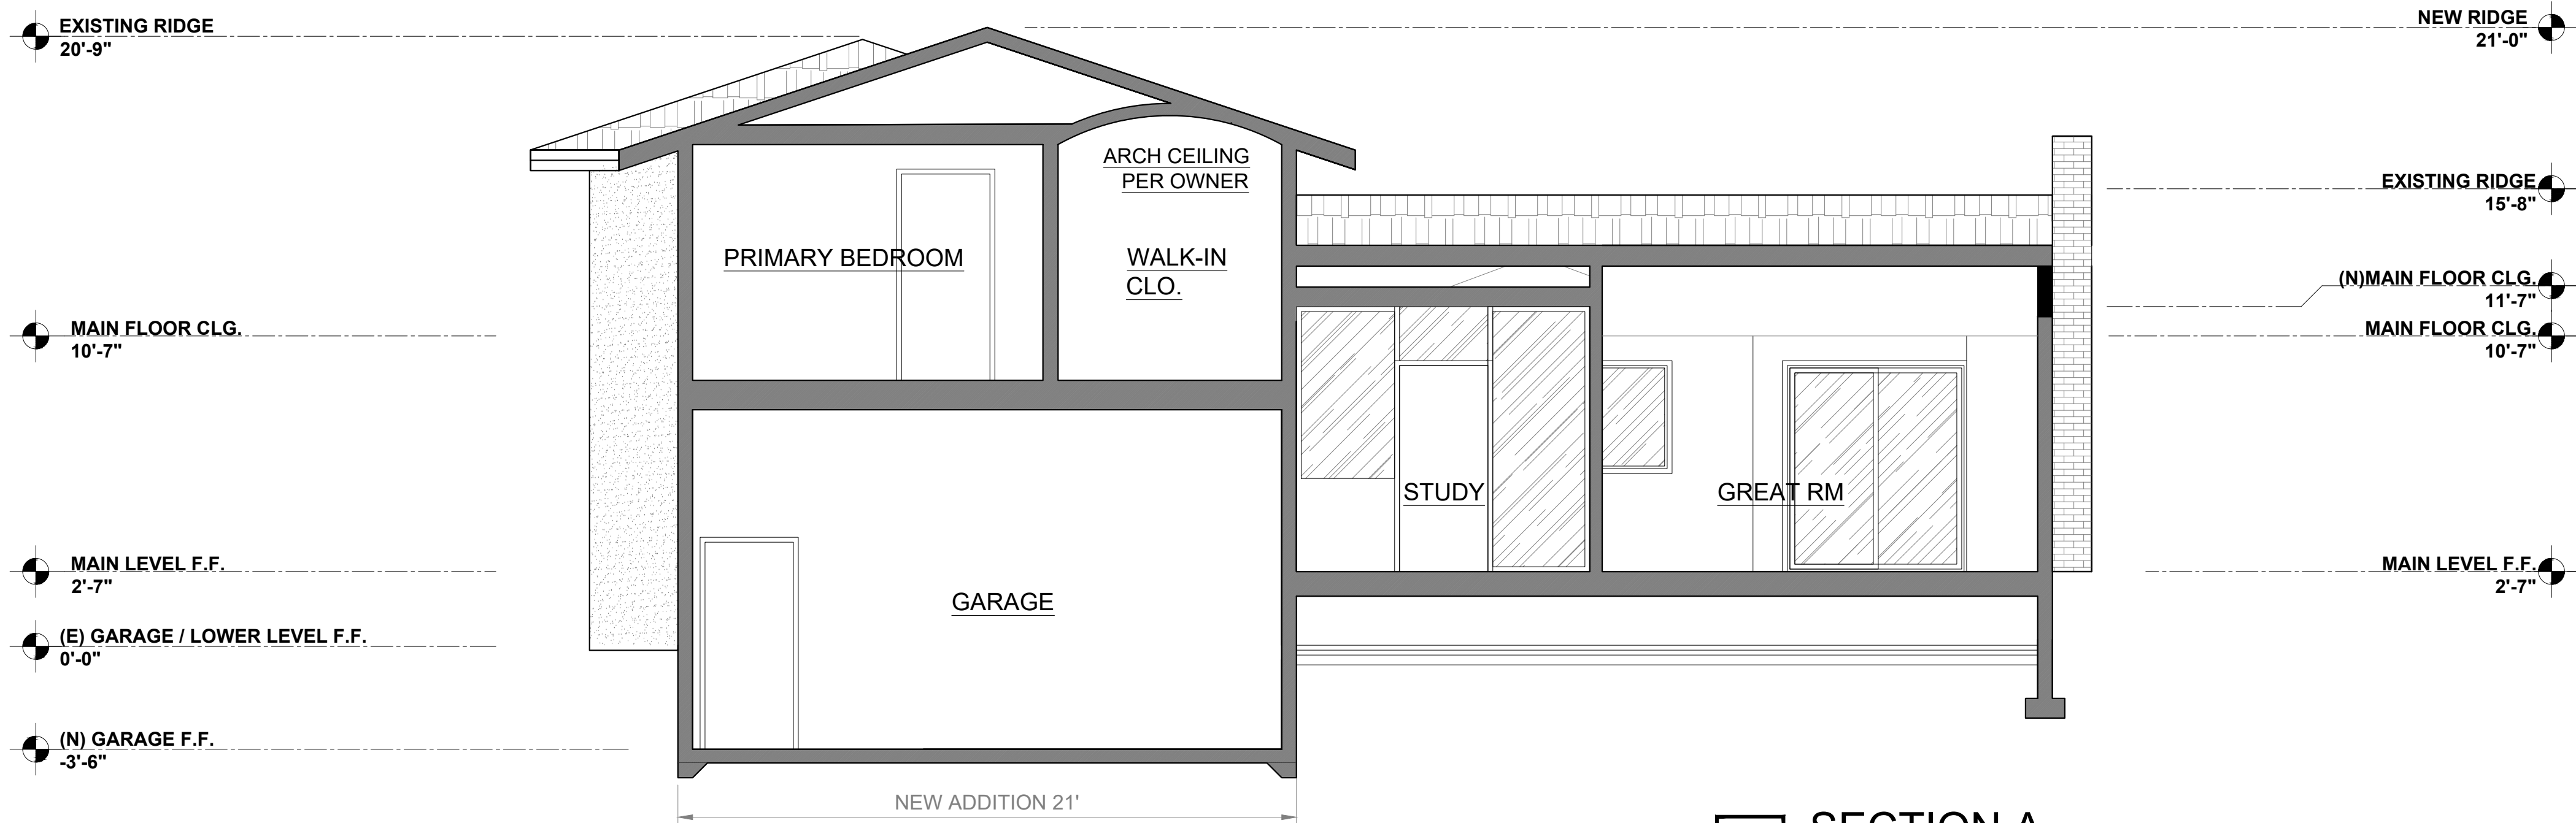 EXISTING RIDGE
20'-9"
NEW RIDGE
21'-0"
ARCH CEILING
PER OWNER
EXISTING RIDGE
15'-8"
PRIMARY BEDROOM
WALK-IN
CLO.
(N)MAIN FLOOR CLG.
11'-7"
MAIN FLOOR CLG.
10'-7"
MAIN FLOOR CLG.
10'-7"
STUDY
GREAT RM
MAIN LEVEL F.F.
2'-7"
MAIN LEVEL F.F.
2'-7"
GARAGE
(E) GARAGE / LOWER LEVEL F.F.
0'-0"
(N) GARAGE F.F.
-3'-6"
NEW ADDITION 21'
SECTION A